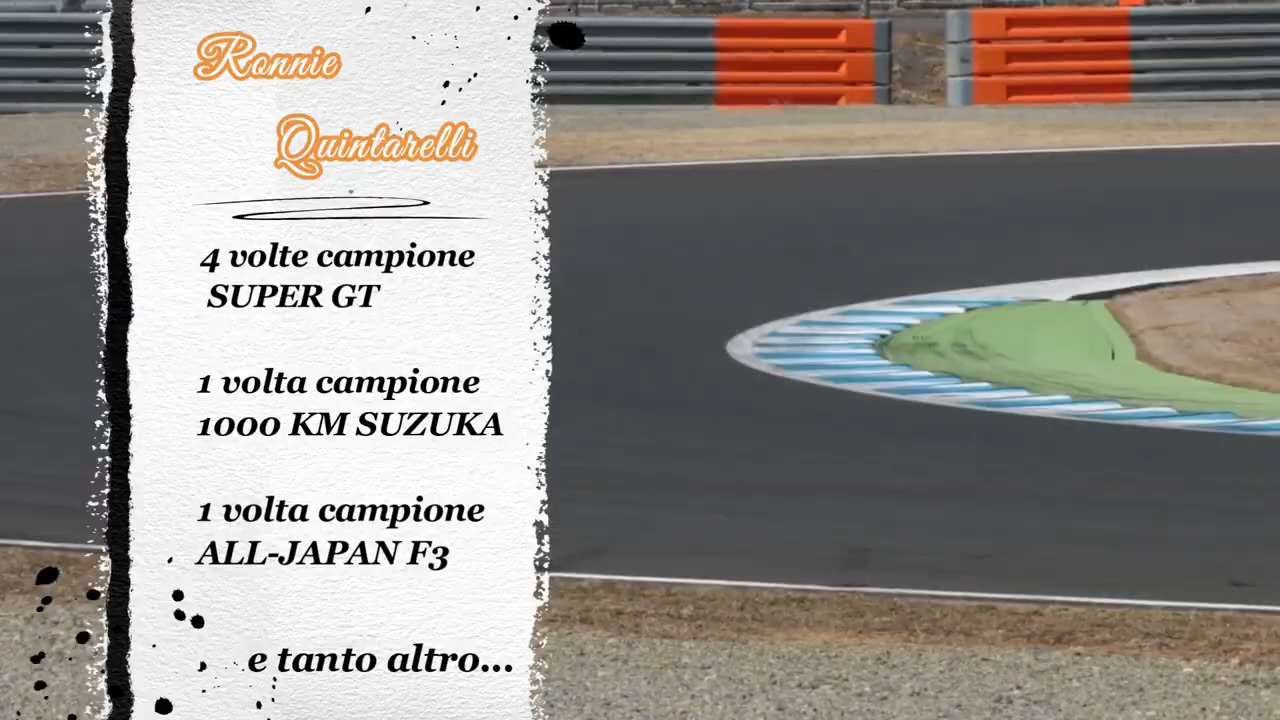 Ronnie
Quintarelli
4 volte campione
SUPER GT
1 volta campione
1000 KM SUZUKA
1 volta campione
ALL-JAPAN F3
e tanto altro...